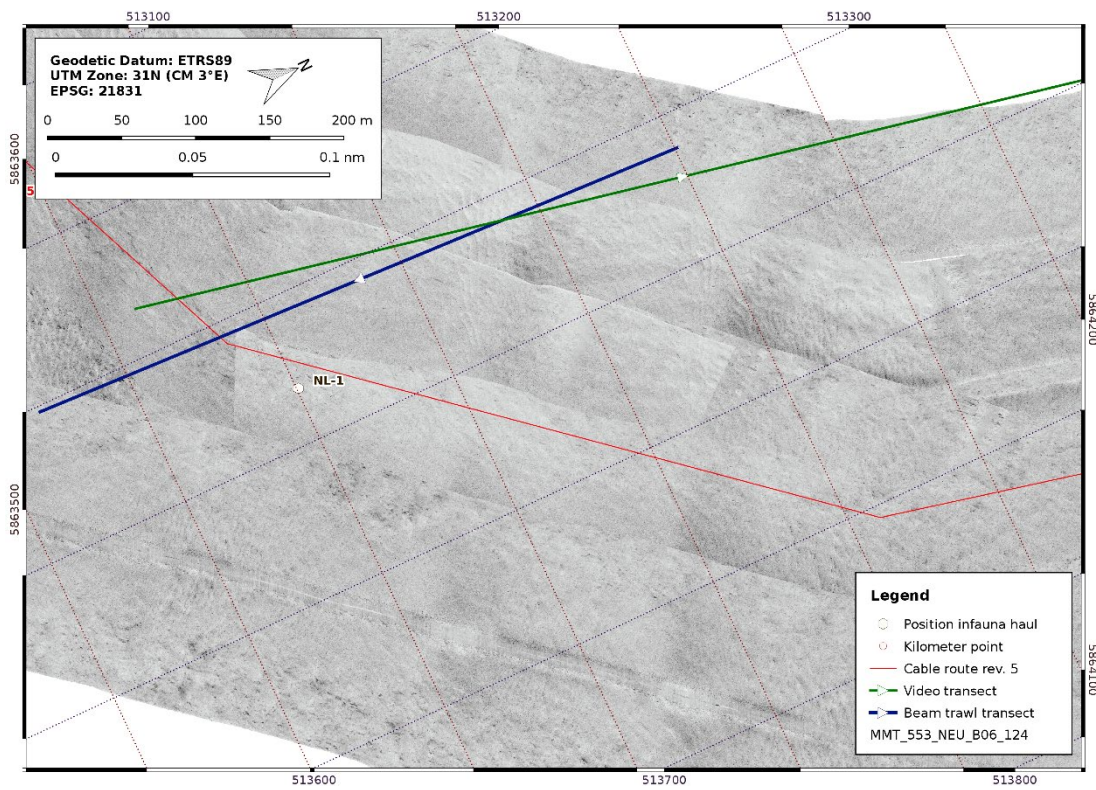 513100
513200
513300
Geodetic Datum: ETRS89
UTM Zone: 31N (CM 3°E)
EPSG: 21831
N
0 50 100 150 200 m
0 0.05 0.1 nm
5863600
5
NL-1
5864200
5863500
Legend
Position infauna haul
Kilometer point
Cable route rev. 5
Video transect
Beam trawl transect
MMT_553_NEU_B06_124
5864100
513600
513700
513800